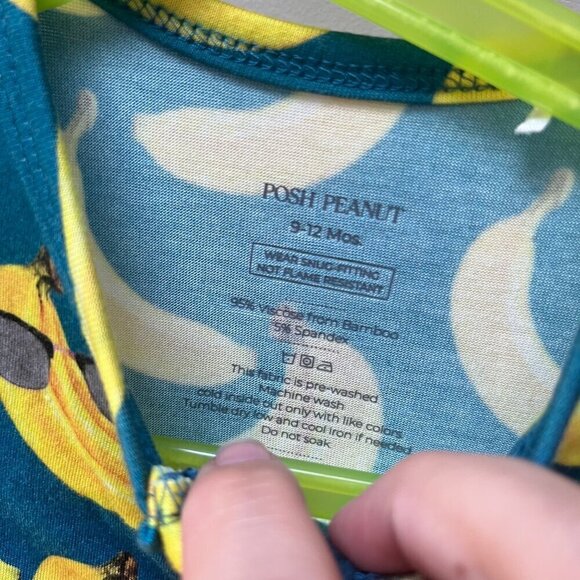 POSH PEANUT
9-12 Mos.
WEAR SNUG-FITTING
NOT FLAME RESISTANT
95% Viscose from Bamboo
5% Spandex
This fabric is pre-washed
Machine wash
cold inside out only with like colors
Tumble dry low and cool iron if needed
Do not soak